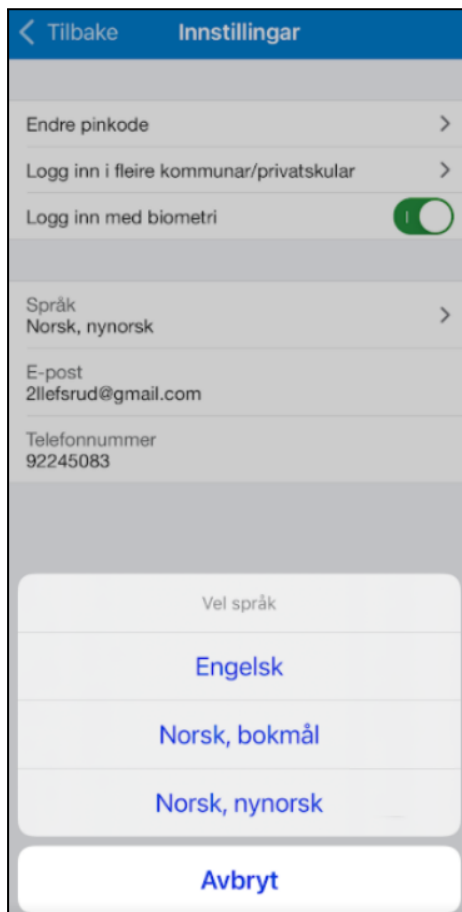 Tilbake Innstillingar
Endre pinkode
Logg inn i fleire kommunar/privatskular
Logg inn med biometri
Språk
Norsk, nynorsk
E-post
2llefsrud@gmail.com
Telefonnummer
92245083
Vel språk
Engelsk
Norsk, bokmål
Norsk, nynorsk
Avbryt